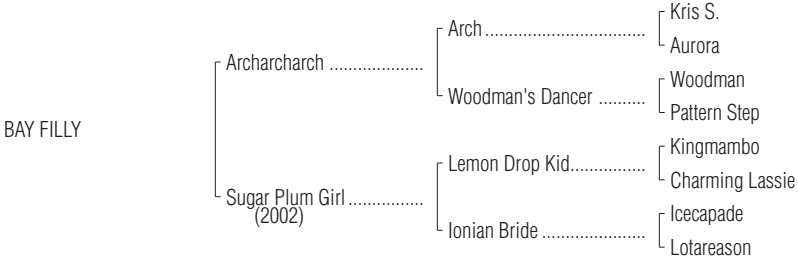 Kris S.
Arch
Aurora
Archarcharch
Woodman
Woodman's Dancer
Pattern Step
BAY FILLY
Kingmambo
Lemon Drop Kid
Charming Lassie
Sugar Plum Girl
(2002)
Icecapade
Ionian Bride
Lotareason